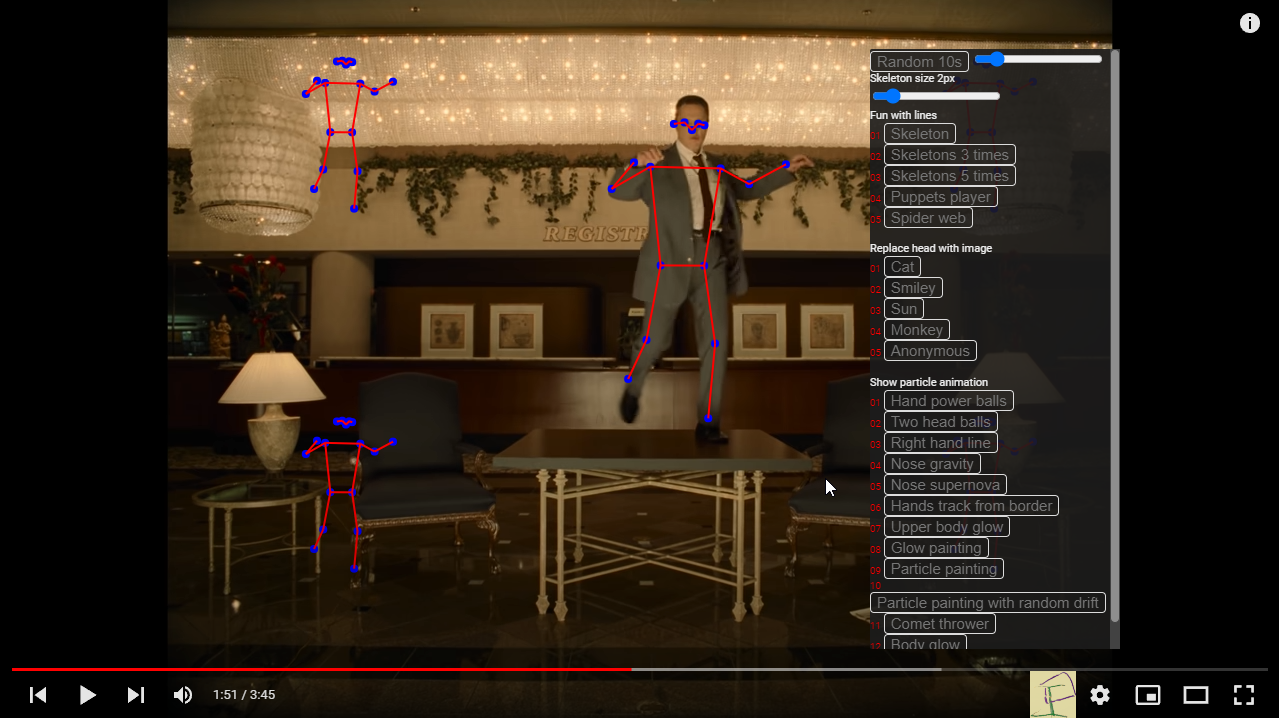 Random 10s
Skeleton size 2px
Fun with lines
01 Skeleton
02 Skeletons 3 times
03 Skeletons 5 times
04 Puppets player
05 Spider web
REGISTR
Replace head with image
01 Cat
02 Smiley
03 Sun
04 Monkey
05 Anonymous
Show particle animation
01 Hand power balls
02 Two head balls
03 Right hand line
04 Nose gravity
05 Nose supernova
06 Hands track from border
07 Upper body glow
08 Glow painting
09 Particle painting
10
Particle painting with random drift
11 Comet thrower
12 Body glow
1:51 / 3:45